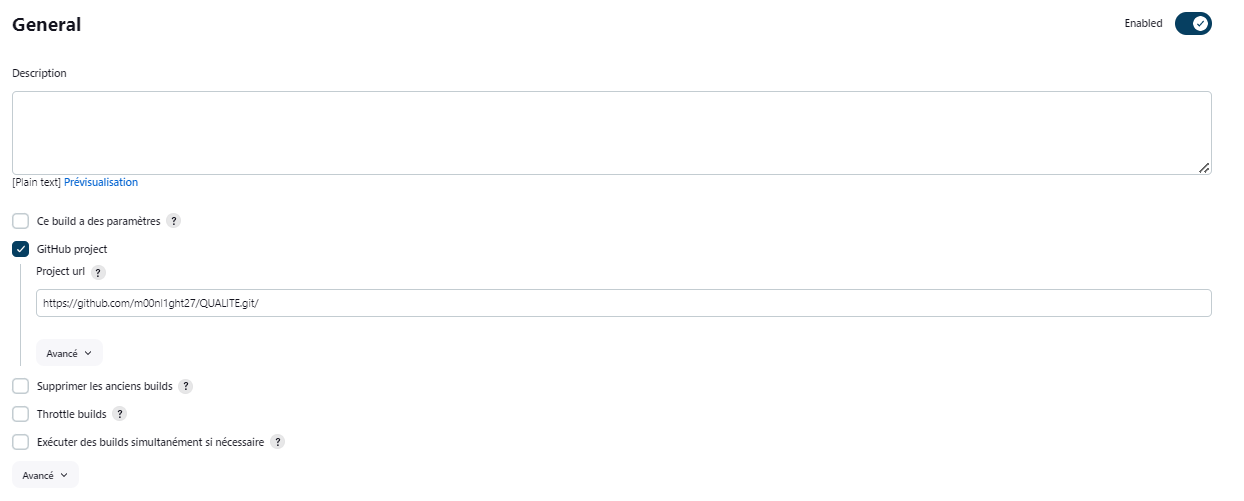 General
Enabled
Description
[Plain text] Prévisualisation
Ce build a des paramètres ?
GitHub project
Project url ?
https://github.com/m00nl1ght27/QUALITE.git/
Avancé
Supprimer les anciens builds ?
Throttle builds ?
Exécuter des builds simultanément si nécessaire ?
Avancé